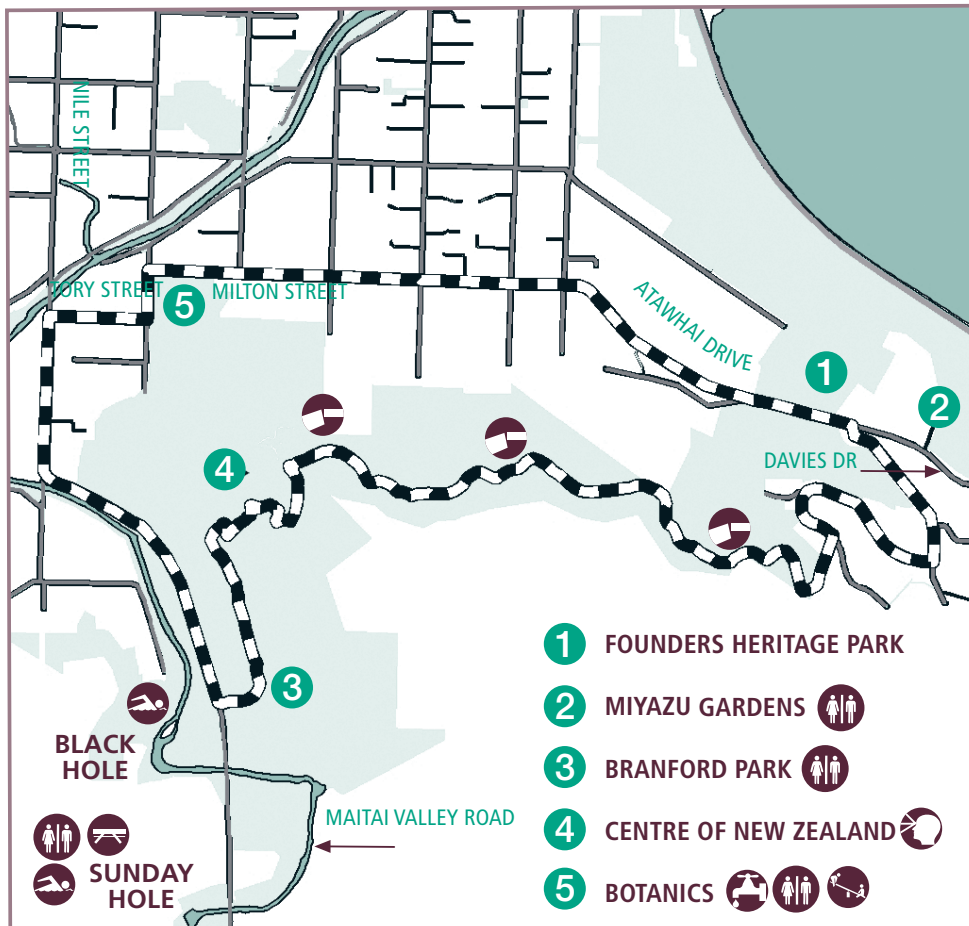 NILE STREET
TORY STREET
5
MILTON STREET
ATAWHAI DRIVE
1
2
4
DAVIES DR
3
BLACK
HOLE
MAITAI VALLEY ROAD
SUNDAY
HOLE
1 FOUNDERS HERITAGE PARK
2 MIYAZU GARDENS
3 BRANFORD PARK
4 CENTRE OF NEW ZEALAND
5 BOTANICS